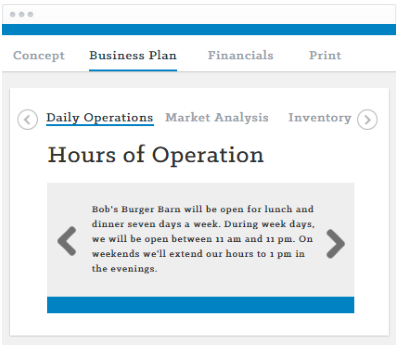 Concept Business Plan Financials Print
Daily Operations Market Analysis Inventory
Hours of Operation
Bob's Burger Barn will be open for lunch and
dinner seven days a week. During week days,
we will be open between 11 am and 11 pm. On
weekends we'll extend our hours to 1 pm in
the evenings.